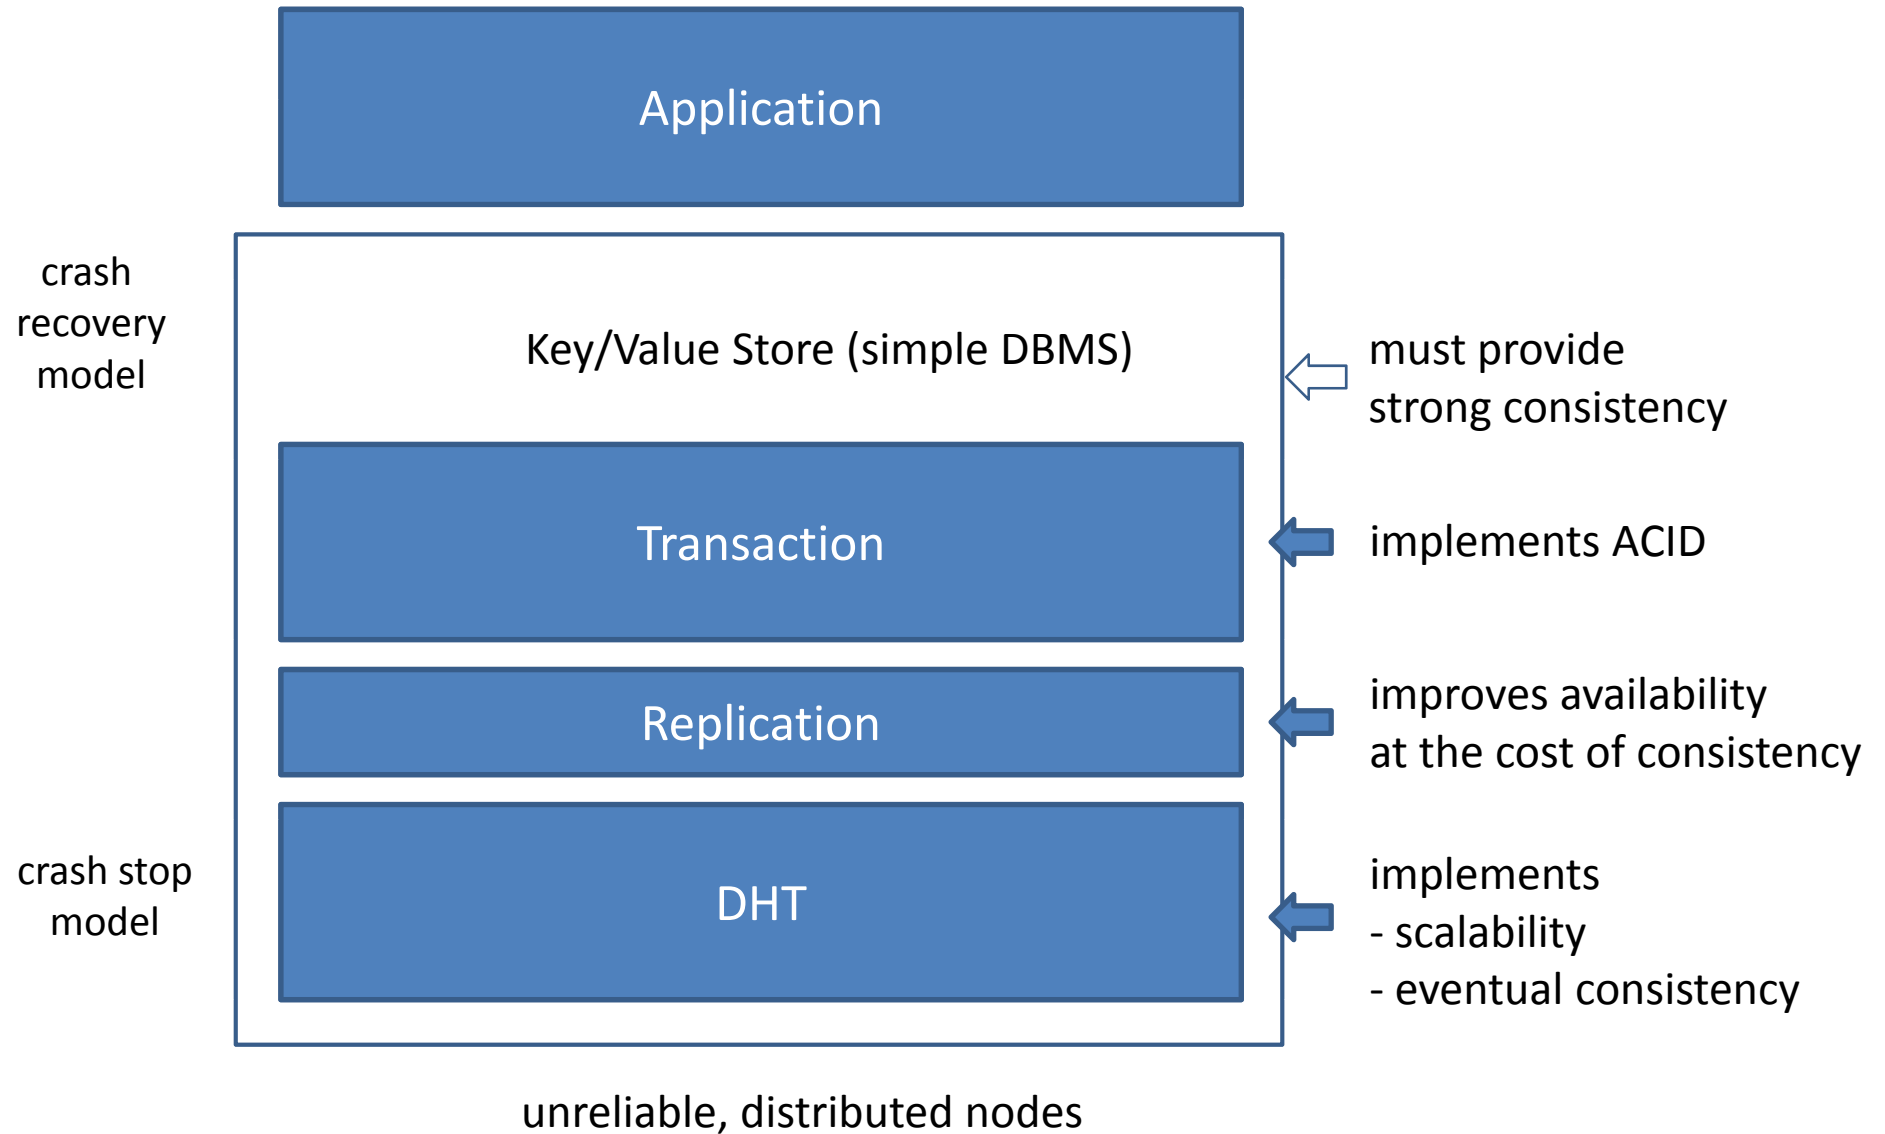 Application
crash
recovery
model
Key/Value Store (simple DBMS)
must provide
strong consistency
Transaction
implements ACID
Replication
improves availability
at the cost of consistency
crash stop
model
DHT
implements
- scalability
- eventual consistency
unreliable, distributed nodes